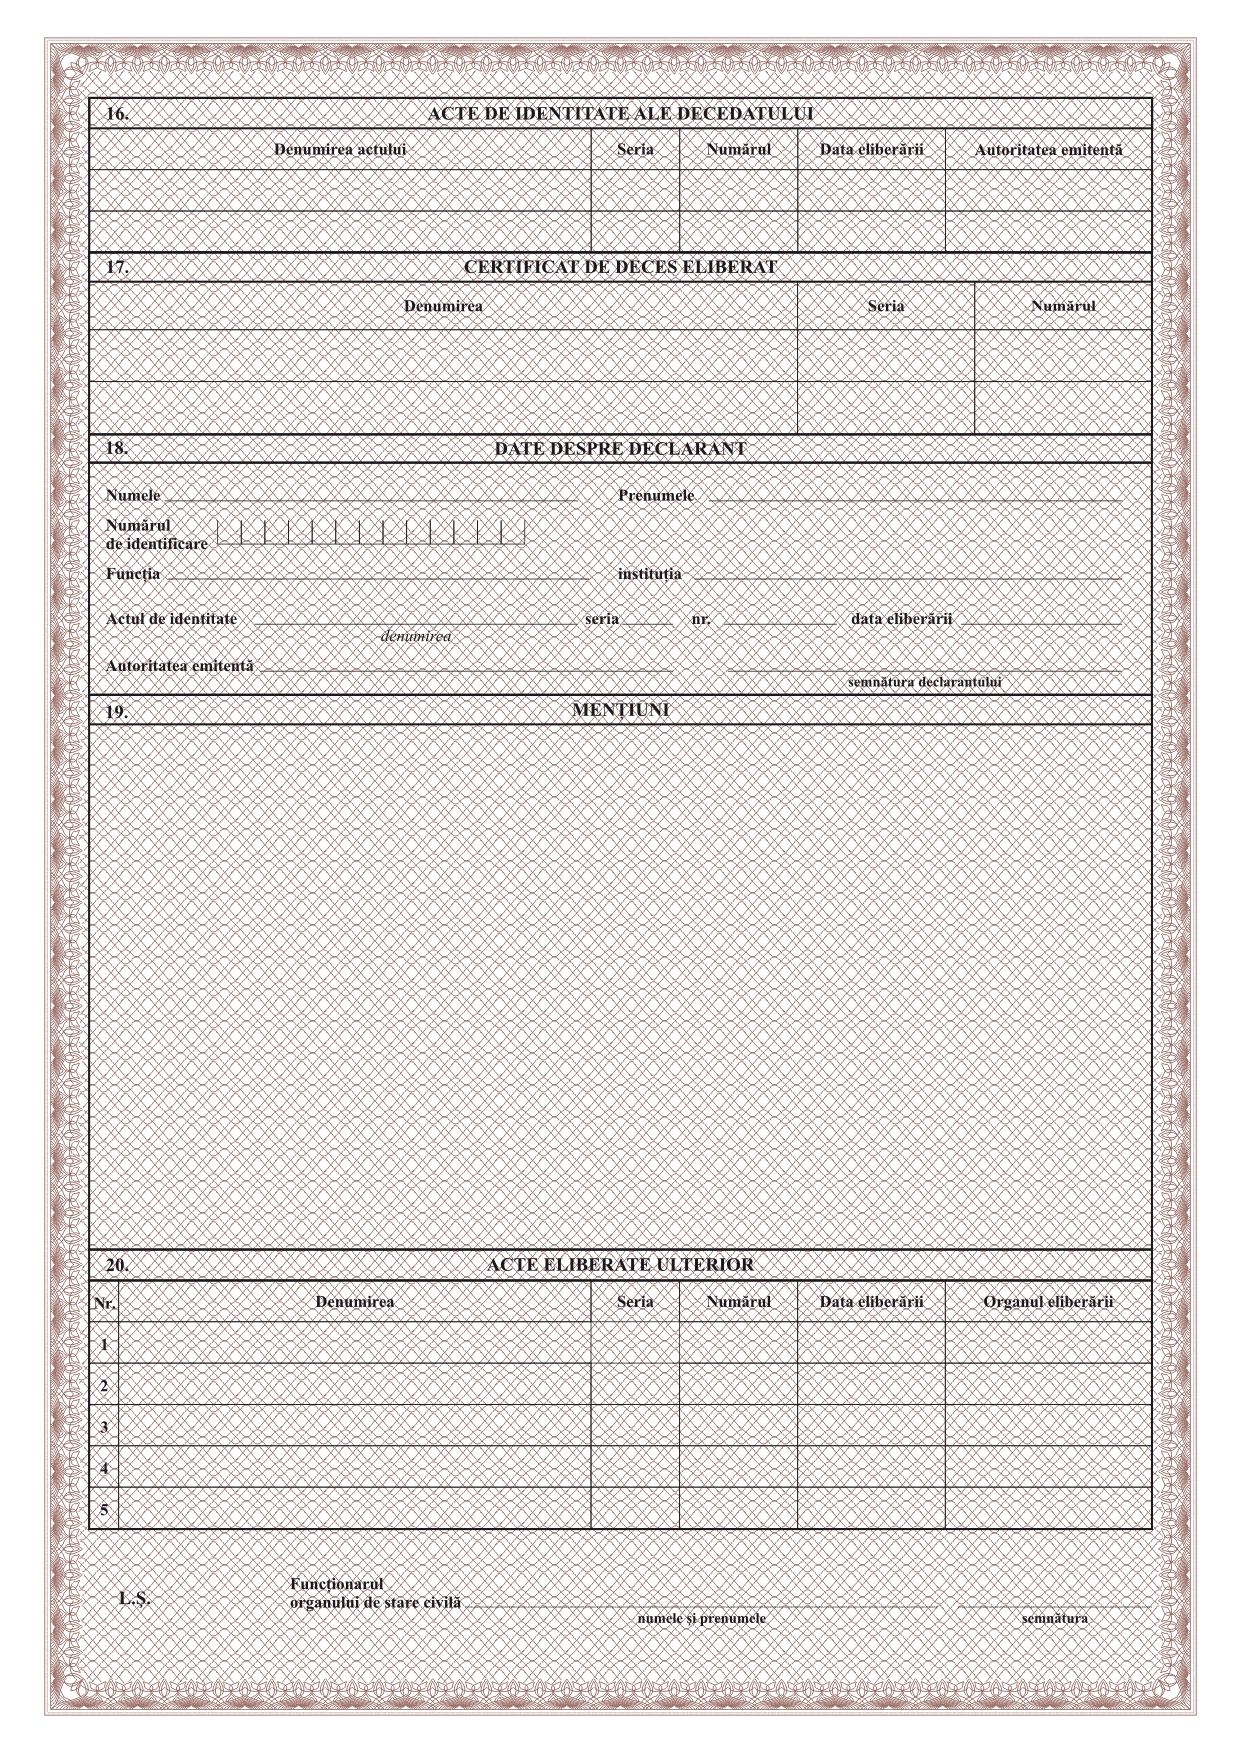 16. ACTE DE IDENTITATE ALE DECEDATULUI
Denumirea actului Seria Numărul Data eliberării Autoritatea emitentă
17. CERTIFICAT DE DECES ELIBERAT
Denumirea Seria Numărul
18. DATE DESPRE DECLARANT
Numele Prenumele
Numărul
de identificare
Funcția instituția
Actul de identitate seria nr. data eliberării
denumirea
Autoritatea emitentă
semnătura declarantului
19. MENȚIUNI
20. ACTE ELIBERATE ULTERIOR
Nr. Denumirea Seria Numărul Data eliberării Organul eliberării
1
2
3
4
5
Funcționarul
L.Ș. organului de stare civilă
numele și prenumele semnătura